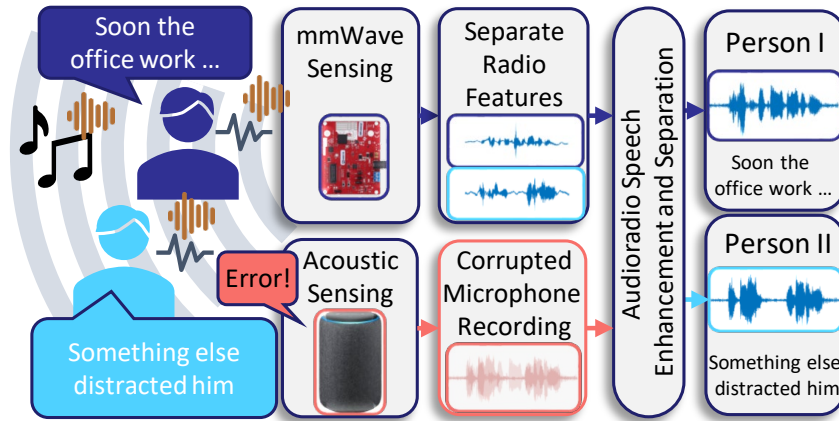 Soon the
office work ...
mmWave
Sensing
Separate
Radio
Features
Person I
Soon the
office work ...
Audioradio Speech
Enhancement and Separation
Error!
Acoustic
Sensing
Corrupted
Microphone
Recording
Person II
Something else
distracted him
Something else
distracted him